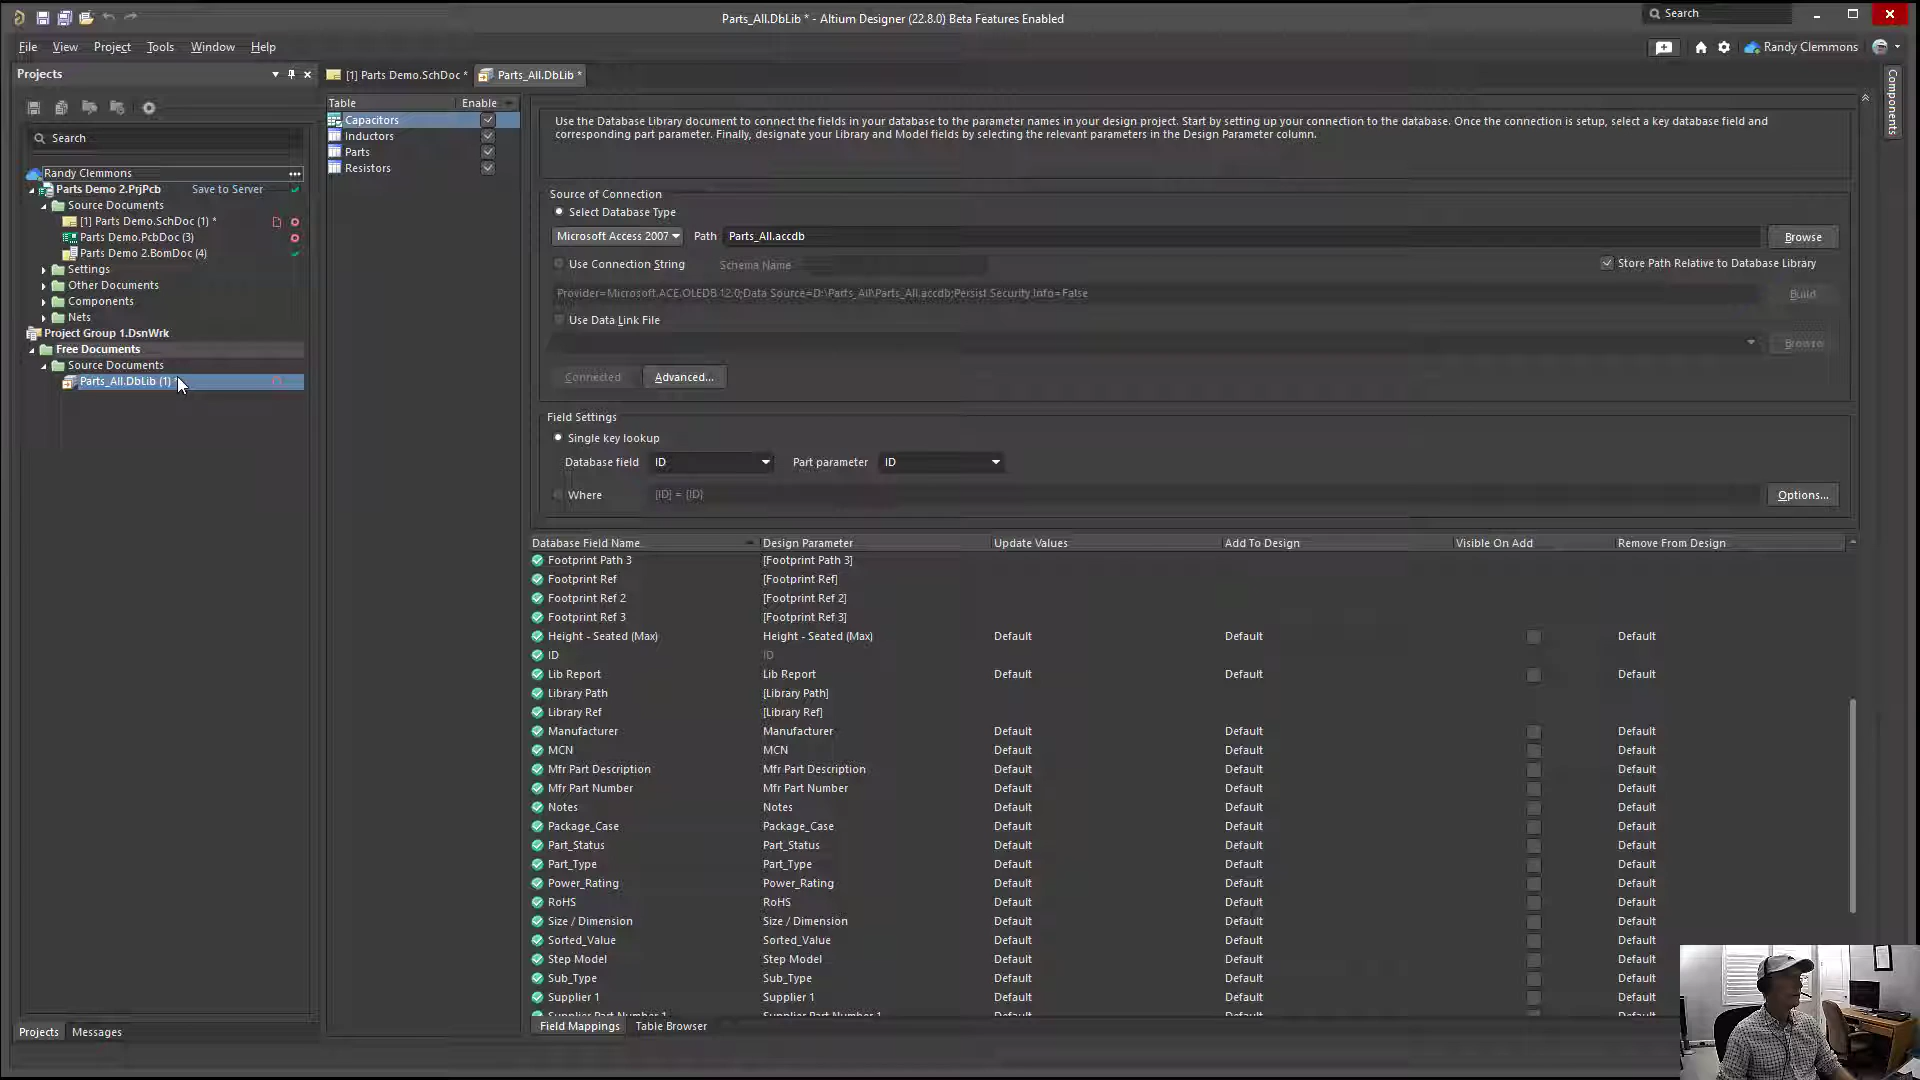 Parts_All.DbLib * - Altium Designer (22.8.0) Beta Features Enabled
Search
File View Project Tools Window Help
Randy Clemmons
Projects
[1] Parts Demo.SchDoc *
Parts_All.DbLib *
Components
Search
Randy Clemmons
Parts Demo 2.PrjPcb Save to Server
Source Documents
[1] Parts Demo.SchDoc (1) *
Parts Demo.PcbDoc (3)
Parts Demo 2.BomDoc (4)
Settings
Other Documents
Components
Nets
Project Group 1.DsnWrk
Free Documents
Source Documents
Parts_All.DbLib (1)
Table Enable
Capacitors
Inductors
Parts
Resistors
Use the Database Library document to connect the fields in your database to the parameter names in your design project. Start by setting up your connection to the database. Once the connection is setup, select a key database field and
corresponding part parameter. Finally, designate your Library and Model fields by selecting the relevant parameters in the Design Parameter column.
Source of Connection
Select Database Type
Microsoft Access 2007 Path Parts_All.accdb Browse
Use Connection String Schema Name Store Path Relative to Database Library
Provider=Microsoft.ACE.OLEDB.12.0;Data Source=D:\Parts_All\Parts_All.accdb;Persist Security Info=False Build
Use Data Link File
Browse
Connected Advanced...
Field Settings
Single key lookup
Database field ID Part parameter ID
Where [ID] = {ID} Options...
Database Field Name Design Parameter Update Values Add To Design Visible On Add Remove From Design
Footprint Path 3 [Footprint Path 3]
Footprint Ref [Footprint Ref]
Footprint Ref 2 [Footprint Ref 2]
Footprint Ref 3 [Footprint Ref 3]
Height - Seated (Max) Height - Seated (Max) Default Default Default
ID ID
Lib Report Lib Report Default Default Default
Library Path [Library Path]
Library Ref [Library Ref]
Manufacturer Manufacturer Default Default Default
MCN MCN Default Default Default
Mfr Part Description Mfr Part Description Default Default Default
Mfr Part Number Mfr Part Number Default Default Default
Notes Notes Default Default Default
Package_Case Package_Case Default Default Default
Part_Status Part_Status Default Default Default
Part_Type Part_Type Default Default Default
Power_Rating Power_Rating Default Default Default
RoHS RoHS Default Default Default
Size / Dimension Size / Dimension Default Default Default
Sorted_Value Sorted_Value Default Default Default
Step Model Step Model Default Default Default
Sub_Type Sub_Type Default Default Default
Supplier 1 Supplier 1 Default Default Default
Supplier Part Number 1 Supplier Part Number 1
Field Mappings Table Browser
Projects Messages